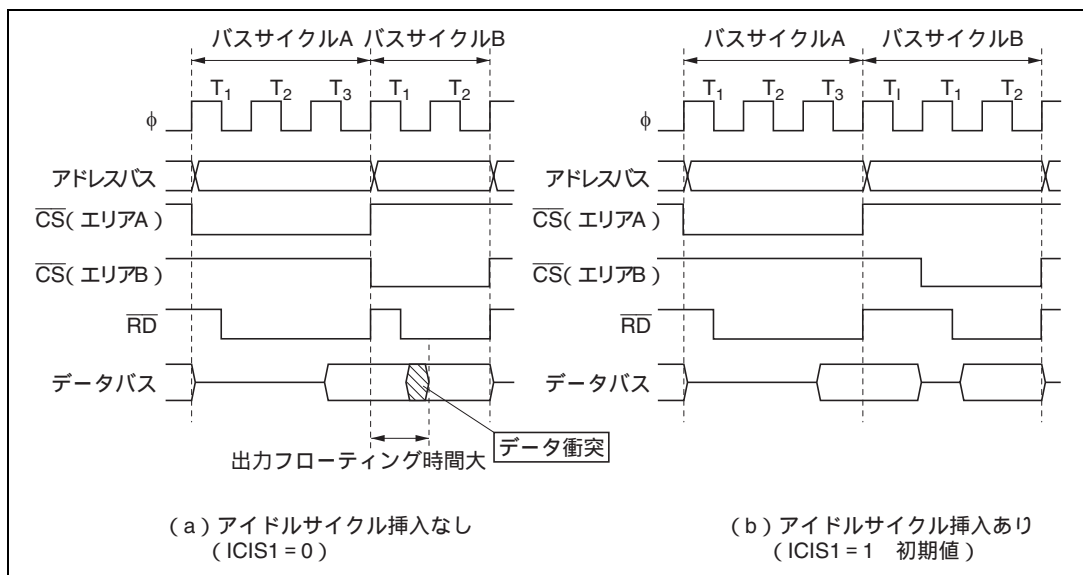 バスサイクルA バスサイクルB
T1 T2 T3 T1 T2
φ
アドレスバス
CS(エリアA)
CS(エリアB)
RD
データバス
データ衝突
出力フローティング時間大
(a)アイドルサイクル挿入なし
(ICIS1=0)
バスサイクルA バスサイクルB
T1 T2 T3 TI T1 T2
φ
アドレスバス
CS(エリアA)
CS(エリアB)
RD
データバス
(b)アイドルサイクル挿入あり
(ICIS1=1 初期値)